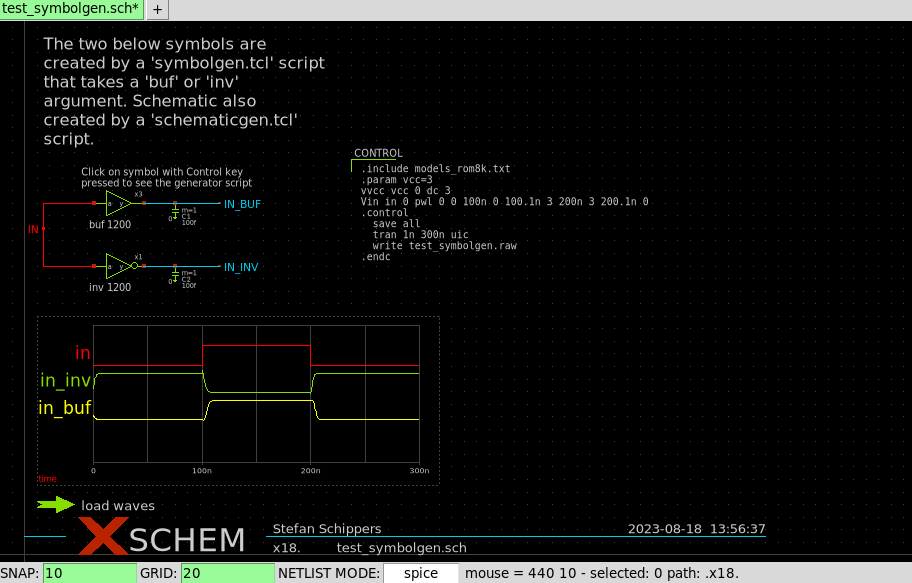 test_symbolgen.sch*
+
The two below symbols are
created by a 'symbolgen.tcl' script
that takes a 'buf' or 'inv'
argument. Schematic also
created by a 'schematicgen.tcl'
script.
CONTROL
.include models_rom8k.txt
.param vcc=3
vvcc vcc 0 dc 3
Vin in 0 pwl 0 0 100n 0 100.1n 3 200n 3 200.1n 0
.control
save all
tran 1n 300n uic
write test_symbolgen.raw
.endc
Click on symbol with Control key
pressed to see the generator script
x3
a y
buf 1200
m=1
C1
100f
0
IN_BUF
IN
x1
a y
inv 1200
m=1
C2
100f
0
IN_INV
in
in_inv
in_buf
0 100n 200n 300n
time
load waves
XSCHEM
Stefan Schippers
2023-08-18 13:56:37
x18.
test_symbolgen.sch
SNAP: 10 GRID: 20 NETLIST MODE: spice mouse = 440 10 - selected: 0 path: .x18.